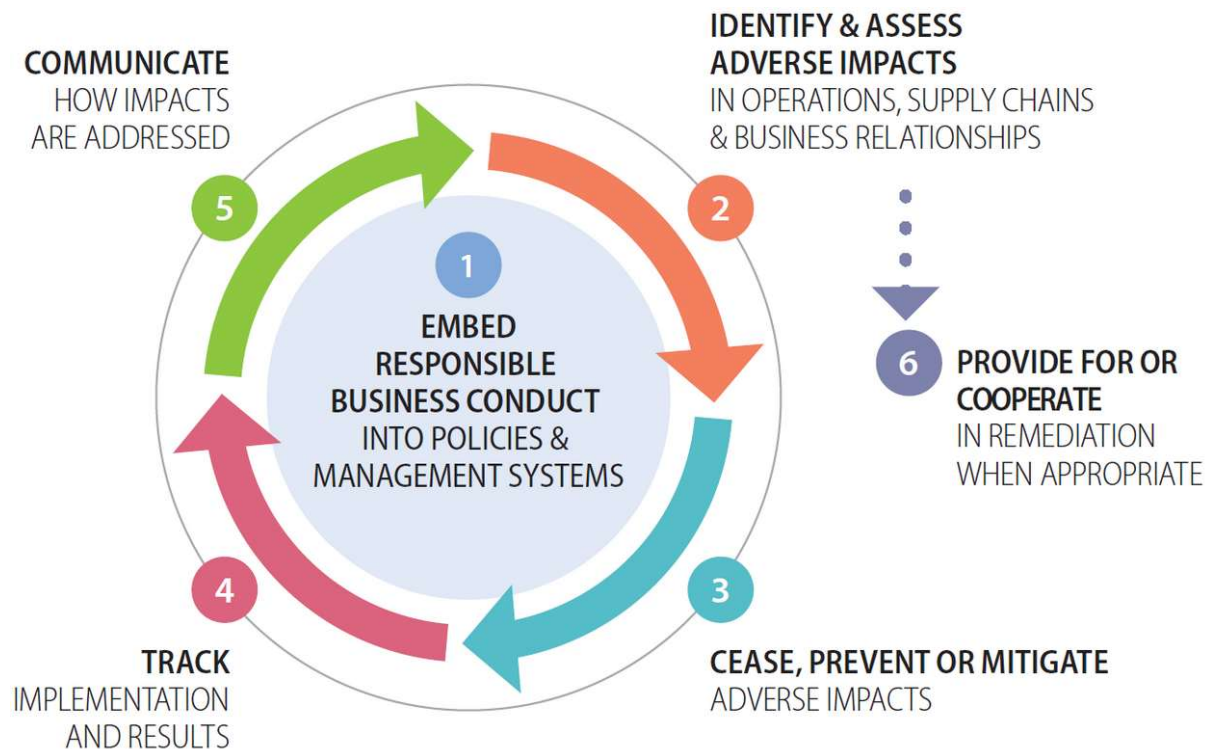 1
EMBED
RESPONSIBLE
BUSINESS CONDUCT
INTO POLICIES &
MANAGEMENT SYSTEMS
2
IDENTIFY & ASSESS
ADVERSE IMPACTS
IN OPERATIONS, SUPPLY CHAINS
& BUSINESS RELATIONSHIPS
3
CEASE, PREVENT OR MITIGATE
ADVERSE IMPACTS
4
TRACK
IMPLEMENTATION
AND RESULTS
5
COMMUNICATE
HOW IMPACTS
ARE ADDRESSED
6
PROVIDE FOR OR
COOPERATE
IN REMEDIATION
WHEN APPROPRIATE